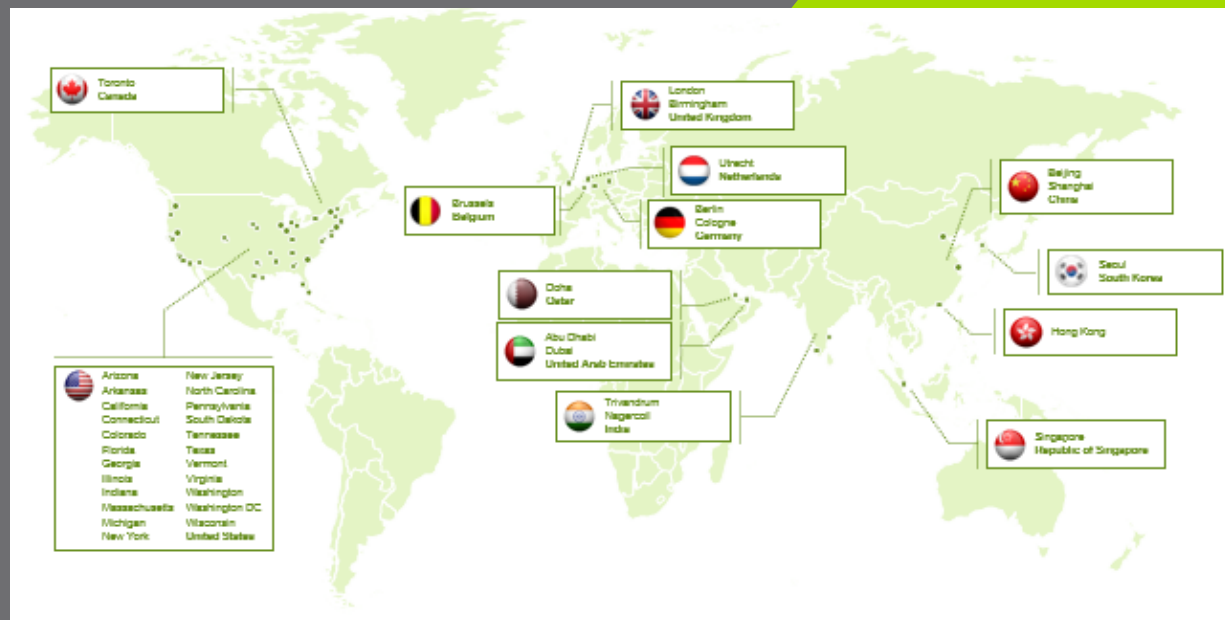 Toronto
Canada
London
Birmingham
United Kingdom
Utrecht
Netherlands
Brussels
Belgium
Berlin
Cologne
Germany
Beijing
Shanghai
China
Seoul
South Korea
Doha
Qatar
Hong Kong
Abu Dhabi
Dubai
United Arab Emirates
Trivandrum
Nagercoil
India
Singapore
Republic of Singapore
Arizona
Arkansas
California
Connecticut
Colorado
Florida
Georgia
Illinois
Indiana
Massachusetts
Michigan
New York
New Jersey
North Carolina
Pennsylvania
South Dakota
Tennessee
Texas
Vermont
Virginia
Washington
Washington DC
Wisconsin
United States